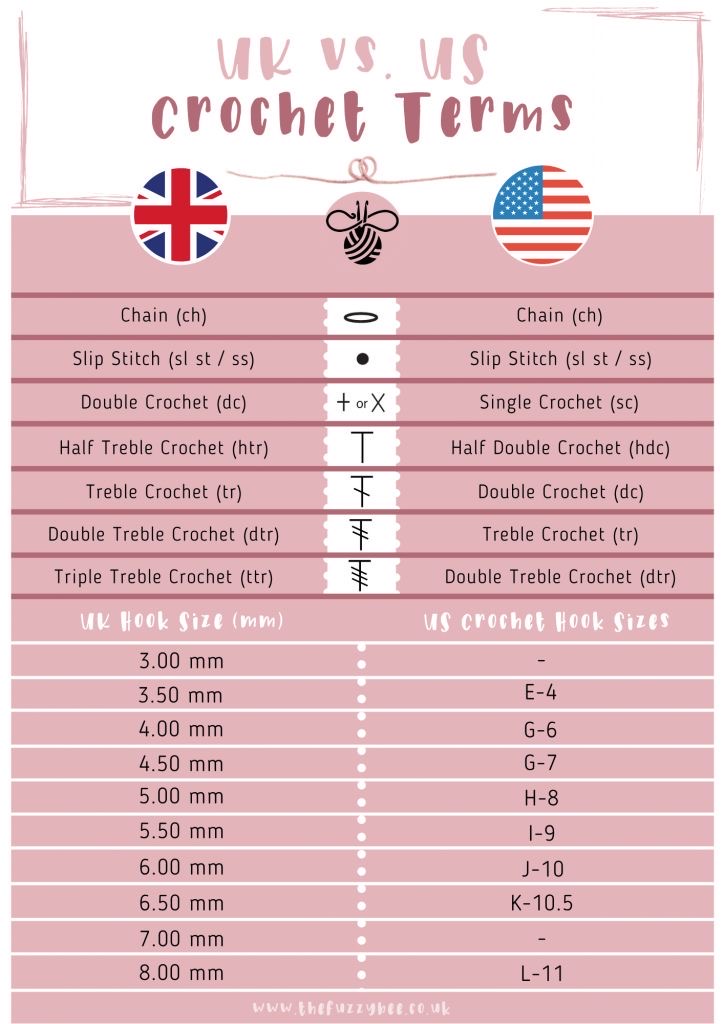 UK vs. US
Crochet Terms
Chain (ch) Chain (ch)
Slip Stitch (sl st / ss) Slip Stitch (sl st / ss)
Double Crochet (dc) + or X Single Crochet (sc)
Half Treble Crochet (htr) Half Double Crochet (hdc)
Treble Crochet (tr) Double Crochet (dc)
Double Treble Crochet (dtr) Treble Crochet (tr)
Triple Treble Crochet (ttr) Double Treble Crochet (dtr)
UK Hook Size (mm) US Crochet Hook Sizes
3.00 mm -
3.50 mm E-4
4.00 mm G-6
4.50 mm G-7
5.00 mm H-8
5.50 mm I-9
6.00 mm J-10
6.50 mm K-10.5
7.00 mm -
8.00 mm L-11
www.thefuzzybee.co.uk